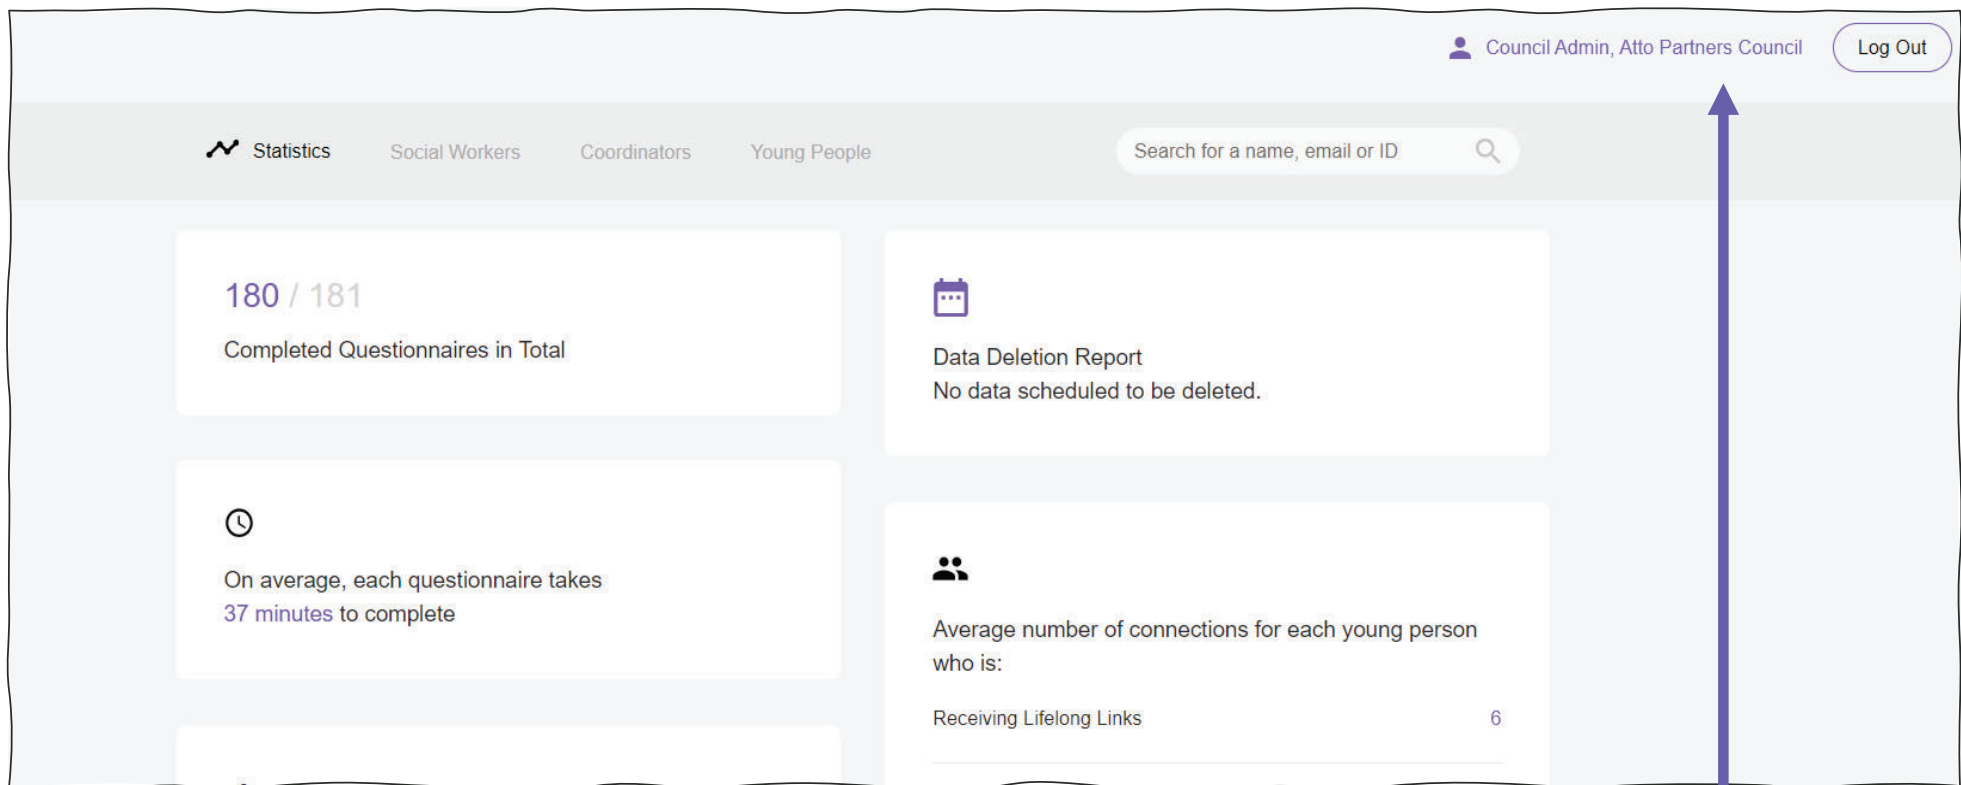 Council Admin, Atto Partners Council
Log Out
Statistics
Social Workers
Coordinators
Young People
Search for a name, email or ID
180 / 181
Completed Questionnaires in Total
Data Deletion Report
No data scheduled to be deleted.
On average, each questionnaire takes
37 minutes to complete
Average number of connections for each young person
who is:
Receiving Lifelong Links 6